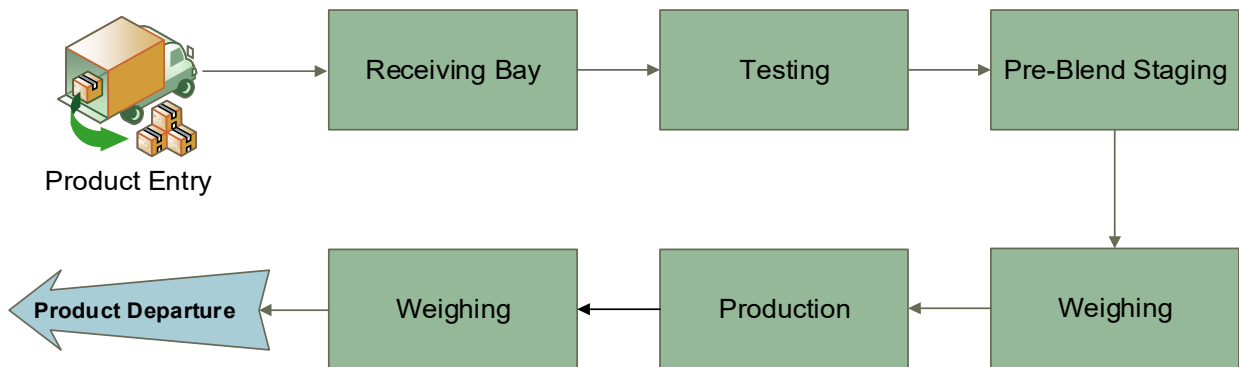 Receiving Bay
Testing
Pre-Blend Staging
Product Entry
Weighing
Production
Weighing
Product Departure